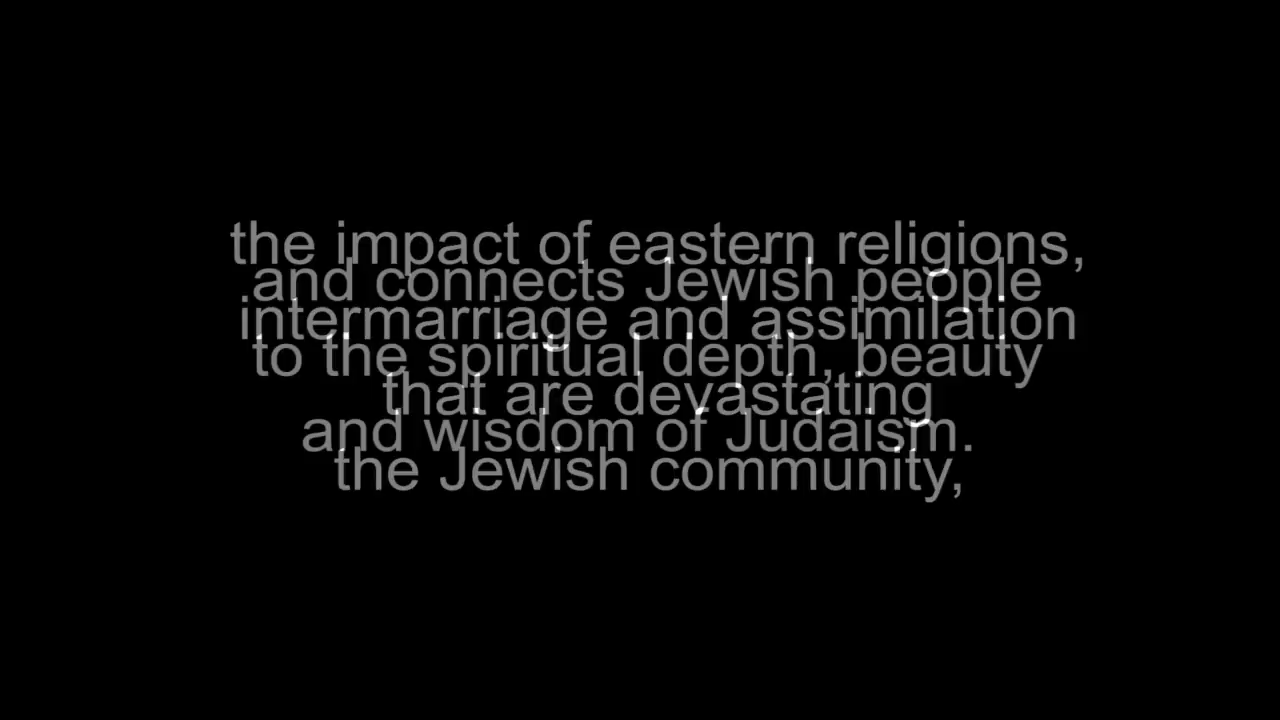 the impact of eastern religions,
and connects Jewish people
intermarriage and assimilation
to the spiritual depth, beauty
that are devastating
and wisdom of Judaism.
the Jewish community,